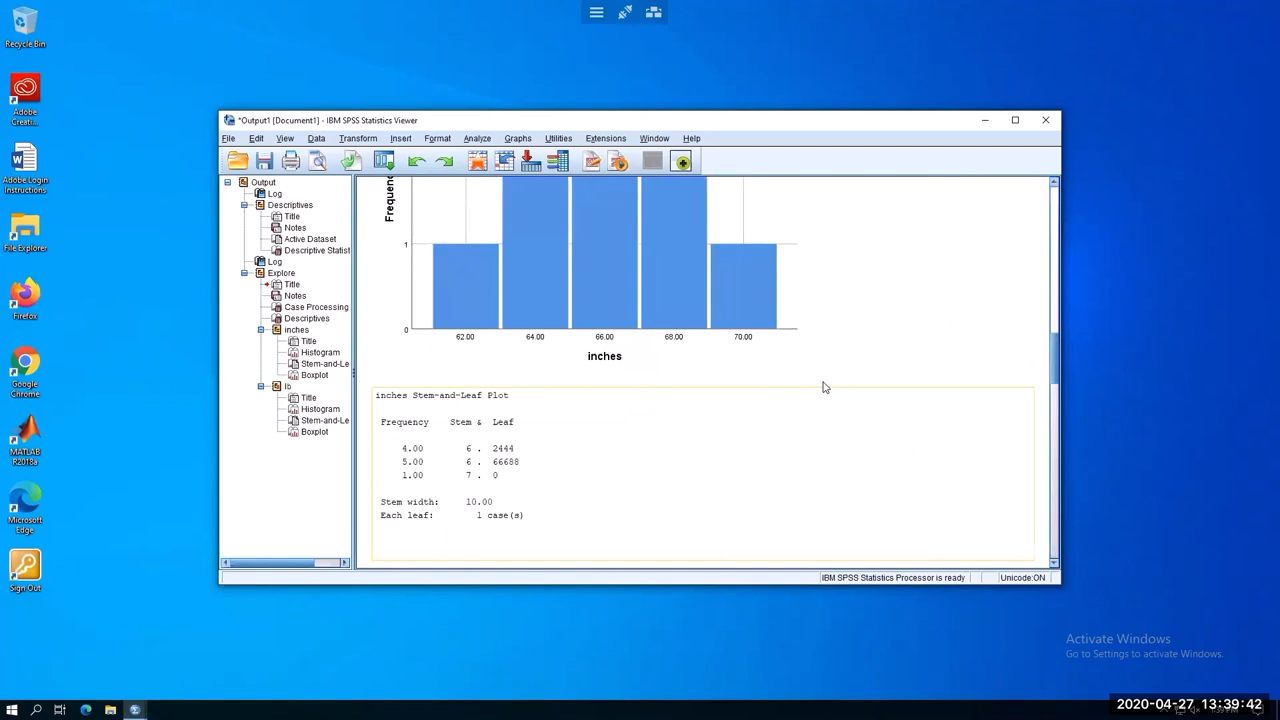 Recycle Bin
Adobe
Creati...
Adobe Login
Instructions.
File Explorer
Firefox
Google
Chrome
MATLAB
R2018a
Microsoft
Edge
Sign Out
*Output1 [Document1] - IBM SPSS Statistics Viewer
File Edit View Data Transform Insert Format Analyze Graphs Utilities Extensions Window Help
Output
Log
Descriptives
Title
Notes
Active Dataset
Descriptive Statist
Log
Explore
Title
Notes
Case Processing
Descriptives
inches
Title
Histogram
Stem-and-Le
Boxplot
lb
Title
Histogram
Stem-and-Le
Boxplot
Frequenc
1
0
62.00 64.00 66.00 68.00 70.00
inches
inches Stem-and-Leaf Plot
Frequency Stem & Leaf
4.00 6 . 2444
5.00 6 . 66688
1.00 7 . 0
Stem width: 10.00
Each leaf: 1 case(s)
IBM SPSS Statistics Processor is ready
Unicode:ON
Activate Windows
Go to Settings to activate Windows.
2020-04-27 13:39:42